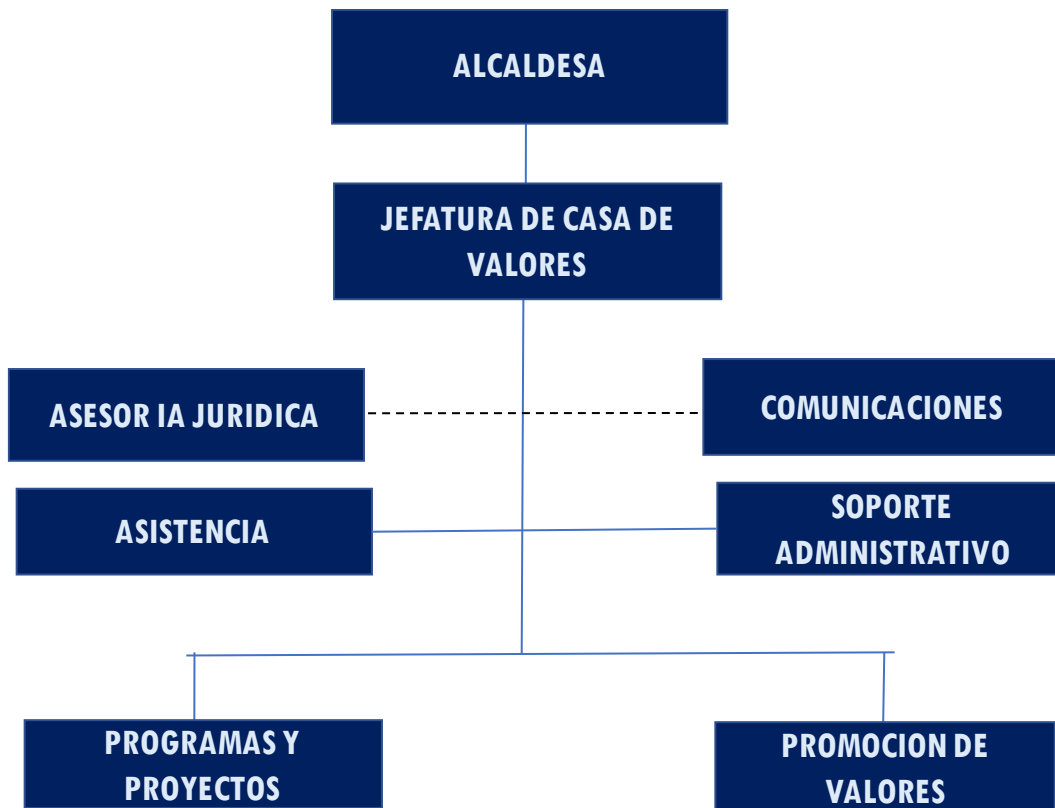 ALCALDESA
JEFATURA DE CASA DE
VALORES
ASESOR IA JURIDICA
COMUNICACIONES
ASISTENCIA
SOPORTE
ADMINISTRATIVO
PROGRAMAS Y
PROYECTOS
PROMOCION DE
VALORES